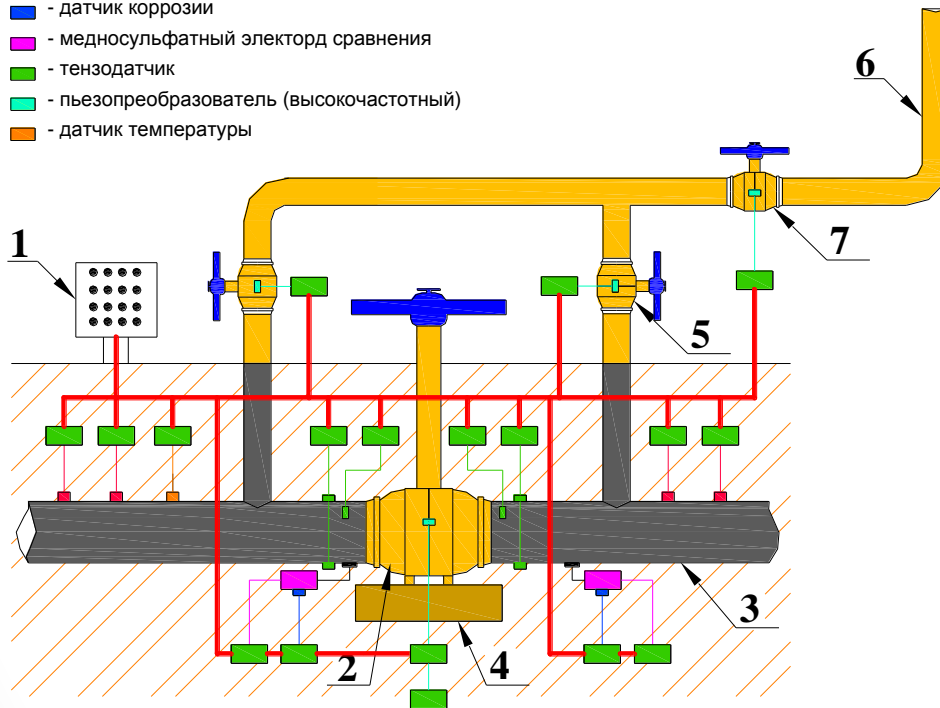 - датчик коррозии
- медносульфатный электорд сравнения
- тензодатчик
- пьезопреобразователь (высокочастотный)
- датчик температуры
6
1
7
5
3
2
4